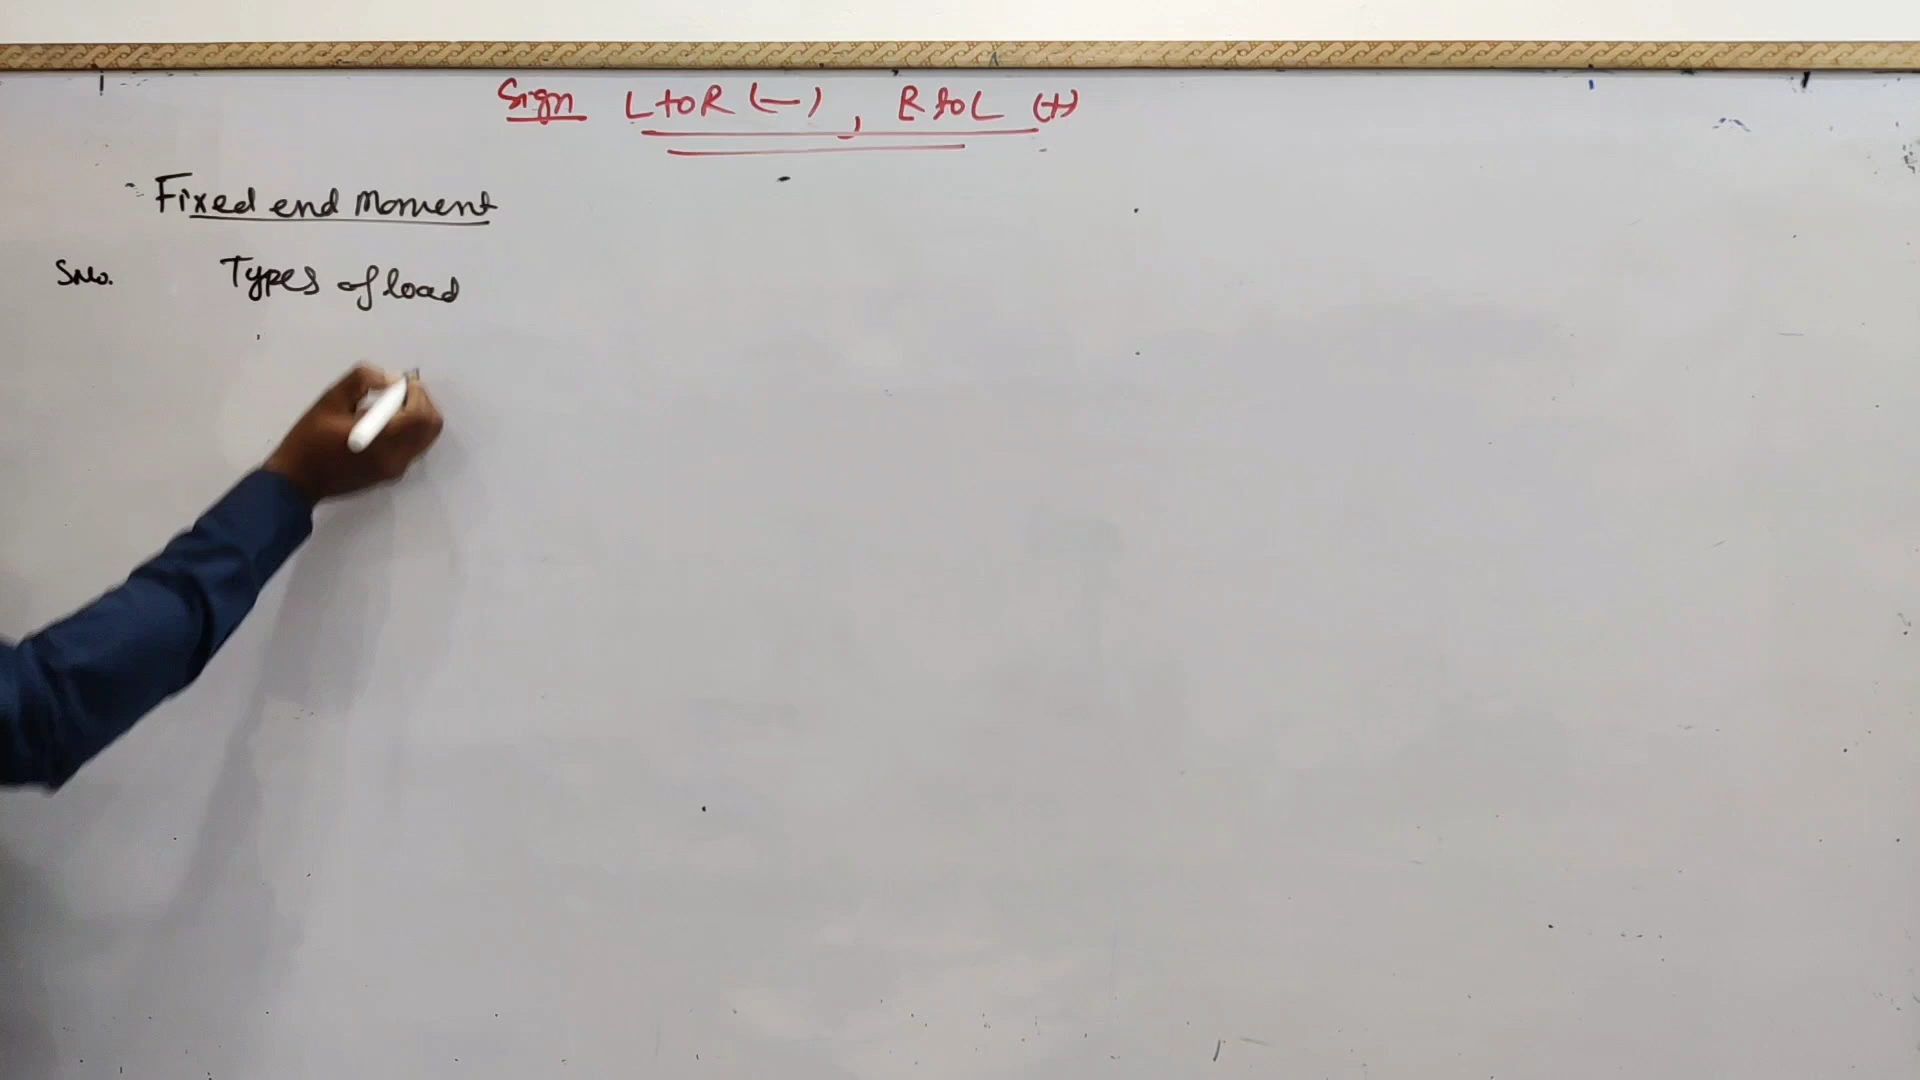 Sign L to R (-), R to L (+)
Fixed end Moment
S.No. Types of load